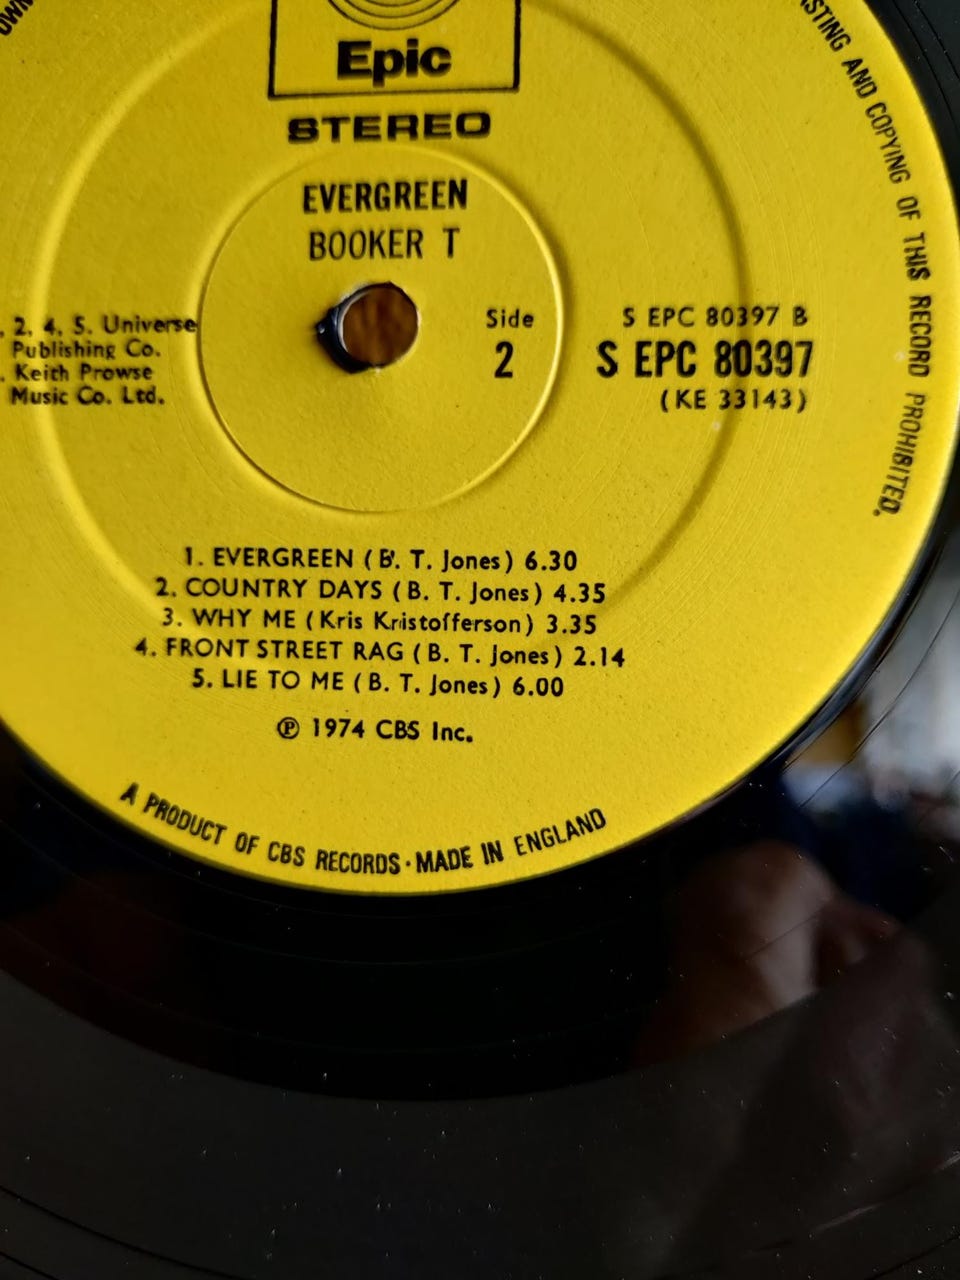 Epic
STEREO
EVERGREEN
BOOKER T
2, 4, 5. Universe
Publishing Co.
Keith Prowse
Music Co. Ltd.
Side
2
S EPC 80397 B
S EPC 80397
(KE 33143)
1. EVERGREEN (B. T. Jones) 6.30
2. COUNTRY DAYS (B. T. Jones) 4.35
3. WHY ME (Kris Kristofferson) 3.35
4. FRONT STREET RAG (B. T. Jones) 2.14
5. LIE TO ME (B. T. Jones) 6.00
℗ 1974 CBS Inc.
A PRODUCT OF CBS RECORDS · MADE IN ENGLAND
AND COPYING OF THIS RECORD PROHIBITED.